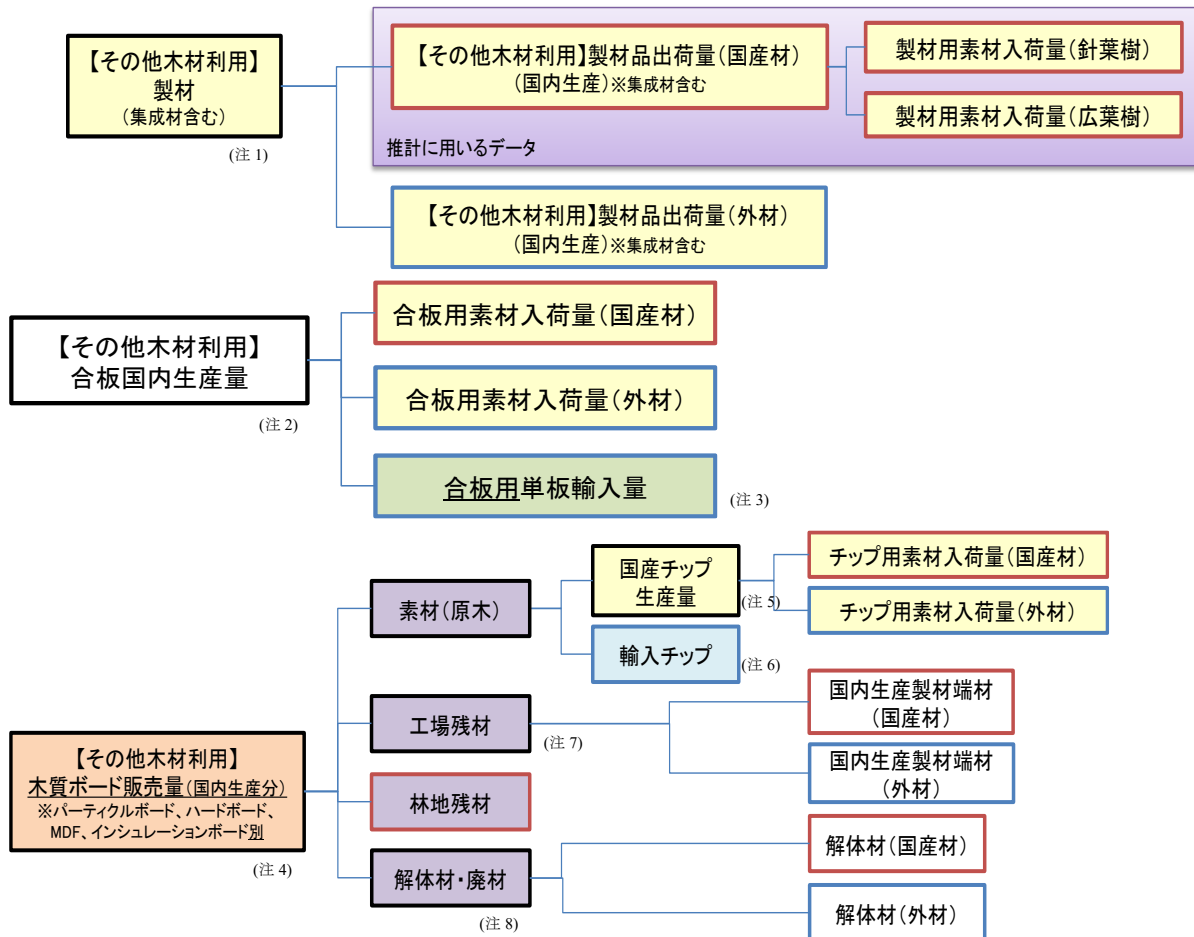 【その他木材利用】
製材
(集成材含む)
(注 1)
【その他木材利用】製材品出荷量(国産材)
(国内生産)※集成材含む
製材用素材入荷量(針葉樹)
製材用素材入荷量(広葉樹)
推計に用いるデータ
【その他木材利用】製材品出荷量(外材)
(国内生産)※集成材含む
【その他木材利用】
合板国内生産量
(注 2)
合板用素材入荷量(国産材)
合板用素材入荷量(外材)
合板用単板輸入量
(注 3)
【その他木材利用】
木質ボード販売量(国内生産分)
※パーティクルボード、ハードボード、
MDF、インシュレーションボード別
(注 4)
素材(原木)
国産チップ
生産量
(注 5)
チップ用素材入荷量(国産材)
チップ用素材入荷量(外材)
輸入チップ
(注 6)
工場残材
(注 7)
国内生産製材端材
(国産材)
国内生産製材端材
(外材)
林地残材
解体材・廃材
(注 8)
解体材(国産材)
解体材(外材)